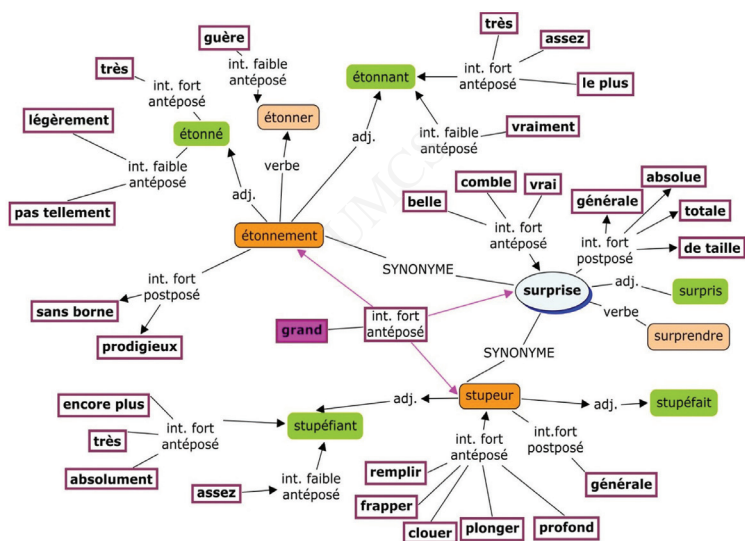 guère
très
int. fort
antéposé
int. faible
antéposé
légèrement
étonné
étonner
int. faible
antéposé
pas tellement
adj.
verbe
adj.
étonnement
très
assez
étonnant
int. fort
antéposé
le plus
int. faible
antéposé
vraiment
comble
vrai
belle
int. fort
antéposé
générale
absolue
totale
int. fort
postposé
de taille
SYNONYME
surprise
adj.
surpris
verbe
surprendre
int. fort
postposé
sans borne
prodigieux
grand
int. fort
antéposé
SYNONYME
UMCS
encore plus
int. fort
antéposé
très
absolument
stupéfiant
adj.
stupeur
adj.
stupéfait
assez
int. faible
antéposé
int. fort
antéposé
int.fort
postposé
remplir
générale
frapper
clouer
plonger
profond